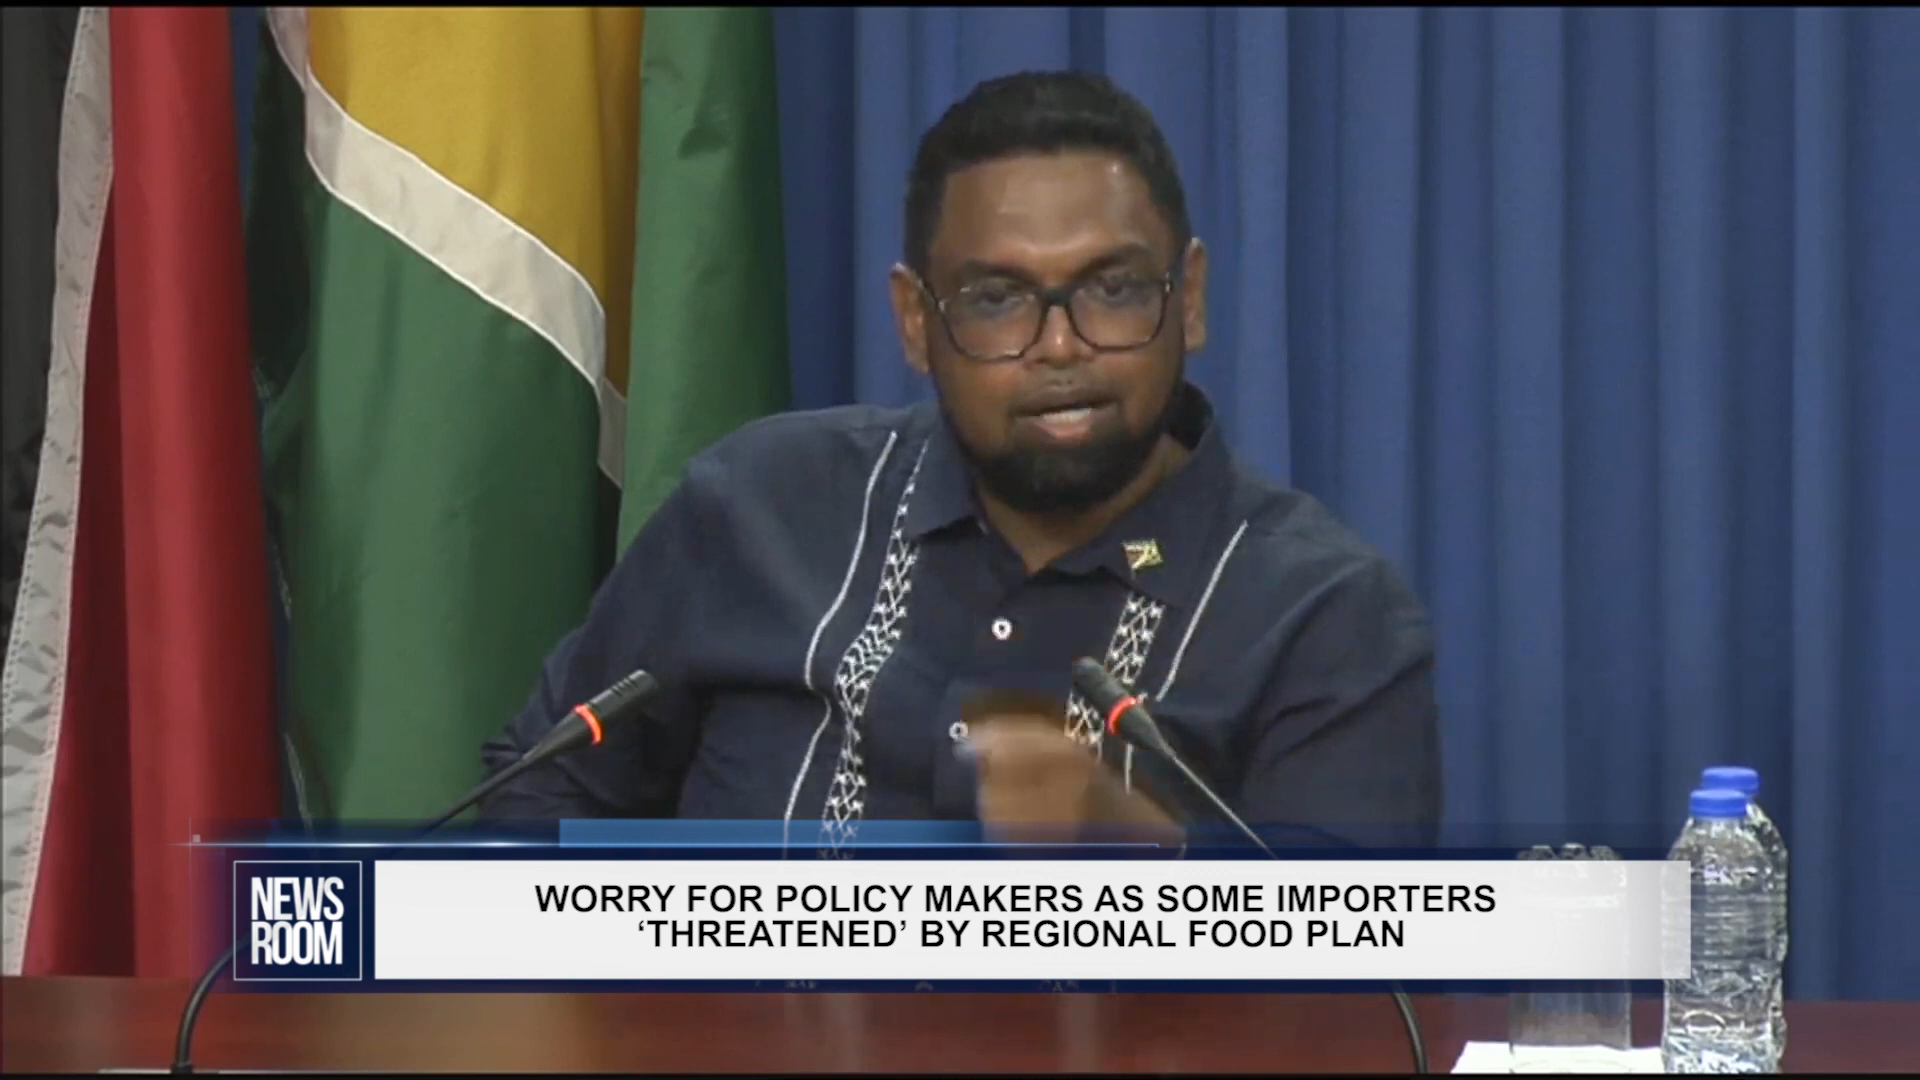 NEWS
ROOM
WORRY FOR POLICY MAKERS AS SOME IMPORTERS
‘THREATENED’ BY REGIONAL FOOD PLAN